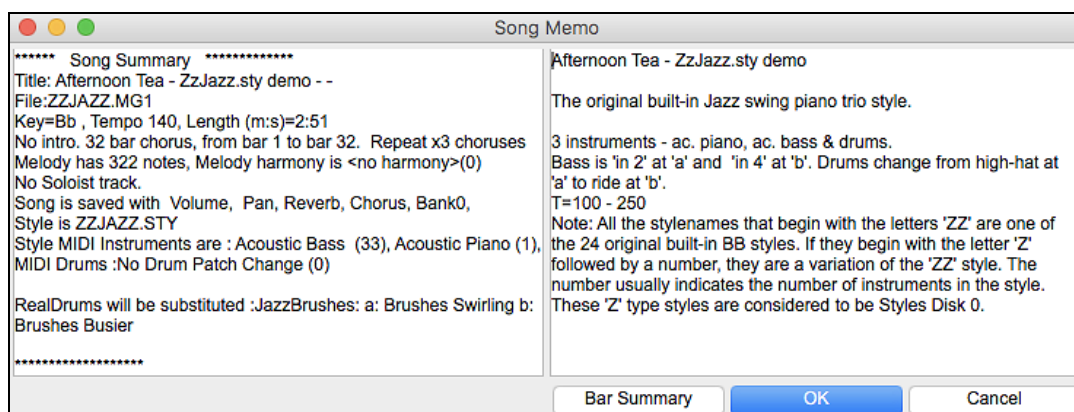 Song Memo
****** Song Summary *************
Title: Afternoon Tea - ZzJazz.sty demo - -
File:ZZJAZZ.MG1
Key=Bb , Tempo 140, Length (m:s)=2:51
No intro. 32 bar chorus, from bar 1 to bar 32. Repeat x3 choruses
Melody has 322 notes, Melody harmony is <no harmony>(0)
No Soloist track.
Song is saved with Volume, Pan, Reverb, Chorus, Bank0,
Style is ZZJAZZ.STY
Style MIDI Instruments are : Acoustic Bass (33), Acoustic Piano (1),
MIDI Drums :No Drum Patch Change (0)
RealDrums will be substituted :JazzBrushes: a: Brushes Swirling b:
Brushes Busier
*******************
Afternoon Tea - ZzJazz.sty demo
The original built-in Jazz swing piano trio style.
3 instruments - ac. piano, ac. bass & drums.
Bass is 'in 2' at 'a' and 'in 4' at 'b'. Drums change from high-hat at
'a' to ride at 'b'.
T=100 - 250
Note: All the stylenames that begin with the letters 'ZZ' are one of
the 24 original built-in BB styles. If they begin with the letter 'Z'
followed by a number, they are a variation of the 'ZZ' style. The
number usually indicates the number of instruments in the style.
These 'Z' type styles are considered to be Styles Disk 0.
Bar Summary
OK
Cancel